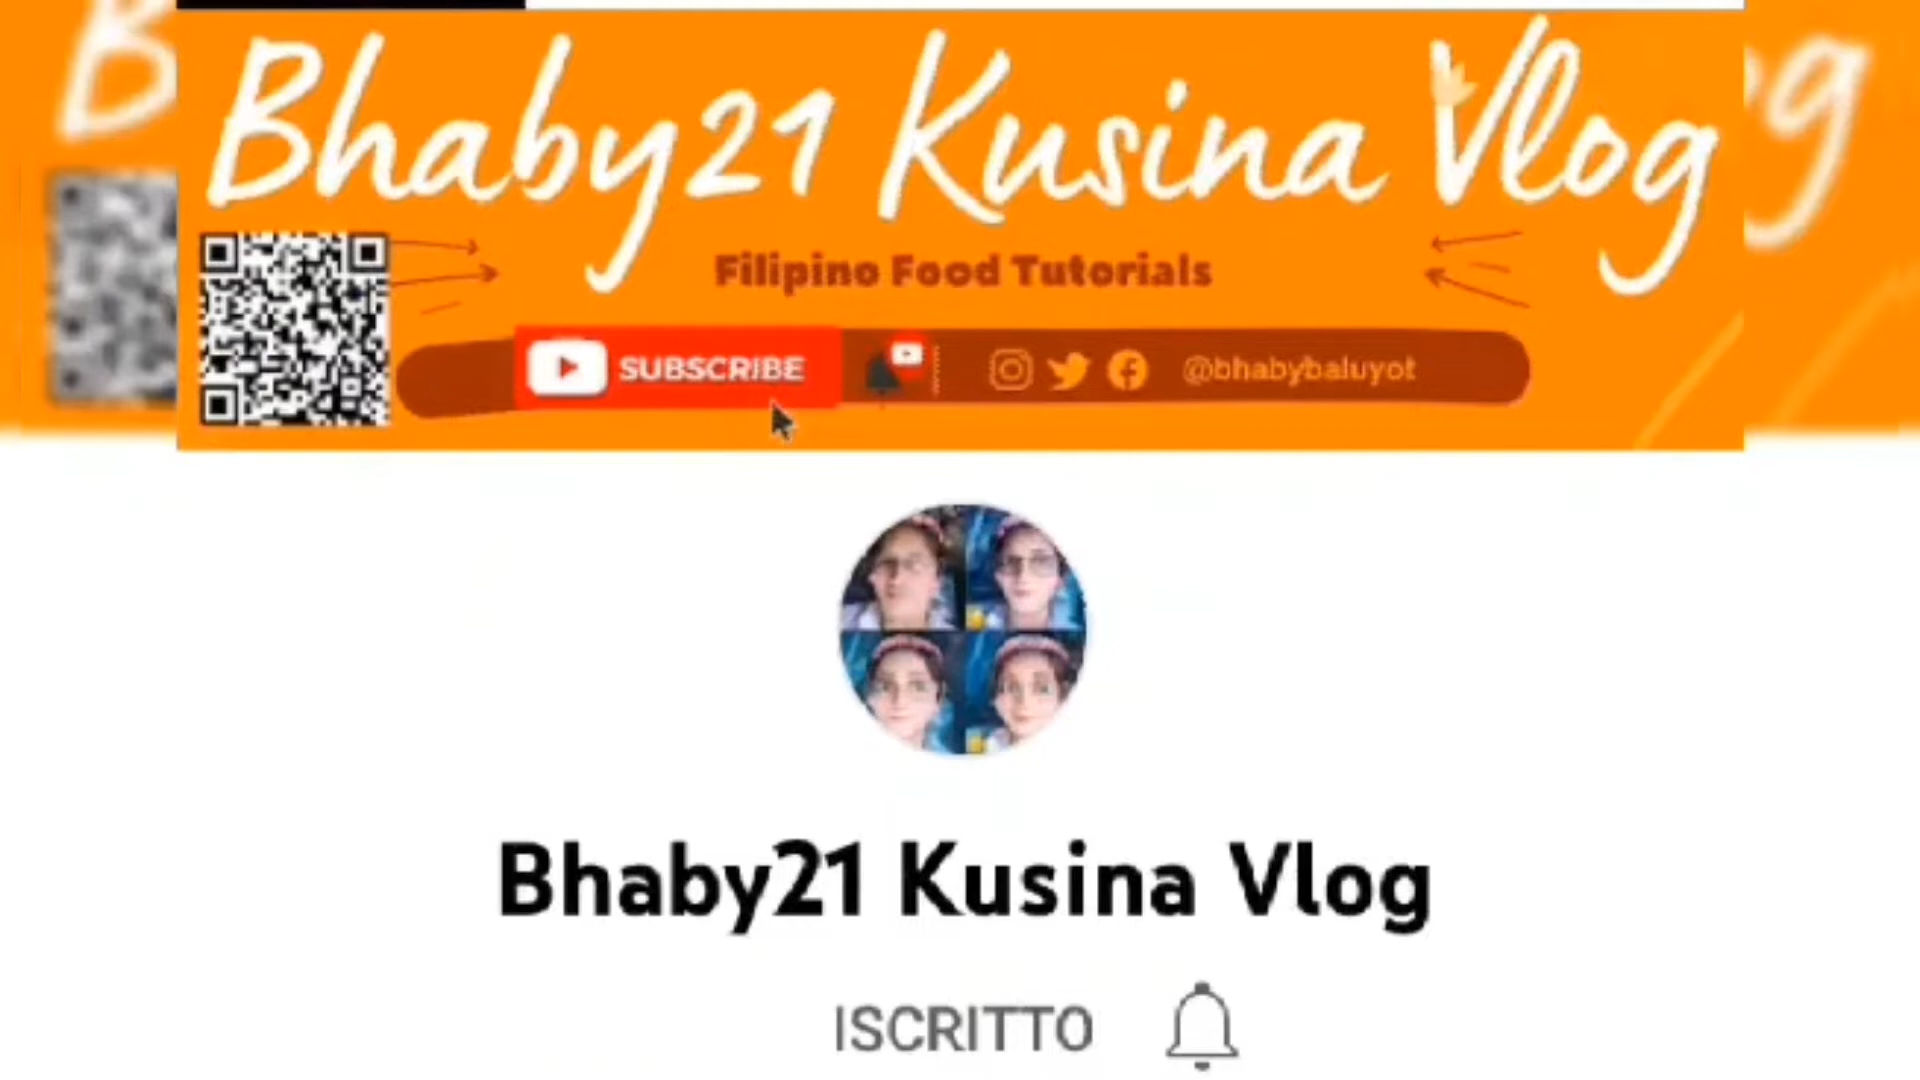 Bhaby21 Kusina Vlog
Filipino Food Tutorials
SUBSCRIBE
@bhabybaluyot
Bhaby21 Kusina Vlog
ISCRITTO